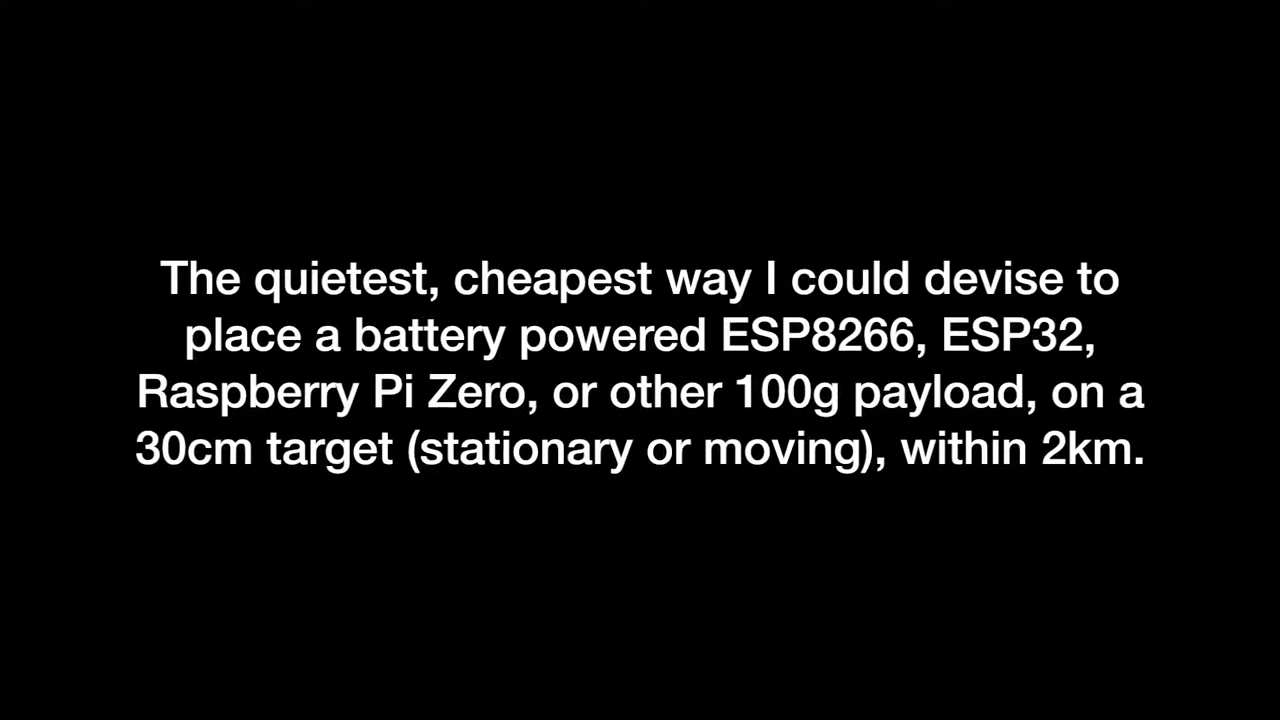 The quietest, cheapest way I could devise to
place a battery powered ESP8266, ESP32,
Raspberry Pi Zero, or other 100g payload, on a
30cm target (stationary or moving), within 2km.